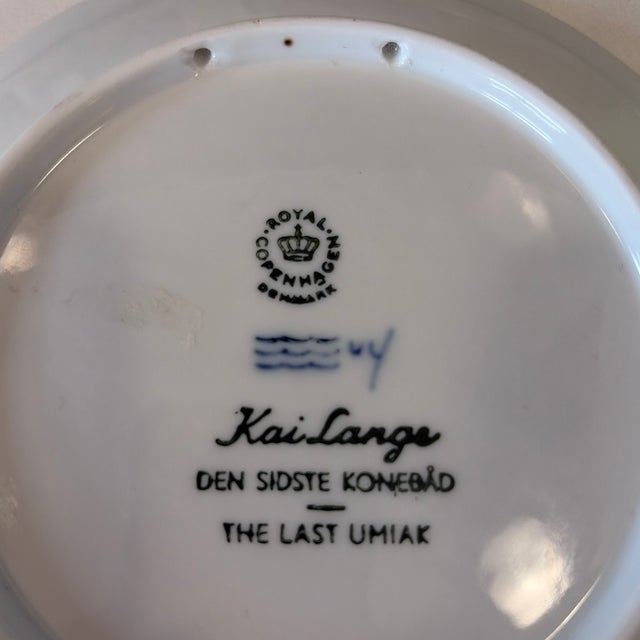 ROYAL COPENHAGEN
DENMARK
Kai Lange
DEN SIDSTE KONEBÅD
THE LAST UMIAK